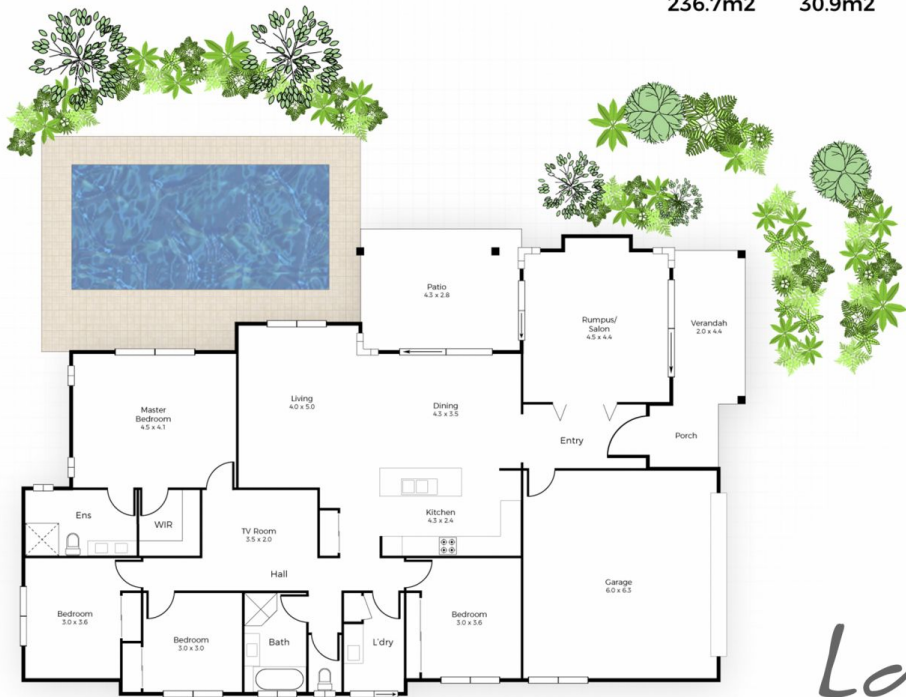 236.7m2 30.9m2
Patio
4.3 x 2.8
Rumpus/
Salon
4.5 x 4.4
Verandah
2.0 x 4.4
Living
4.0 x 5.0
Dining
4.3 x 3.5
Master
Bedroom
4.5 x 4.1
Entry
Porch
Ens
WIR
TV Room
3.5 x 2.0
Kitchen
4.3 x 2.4
Hall
Garage
6.0 x 6.3
Bedroom
3.0 x 3.6
Bedroom
3.0 x 3.0
Bath
L'dry
Bedroom
3.0 x 3.6